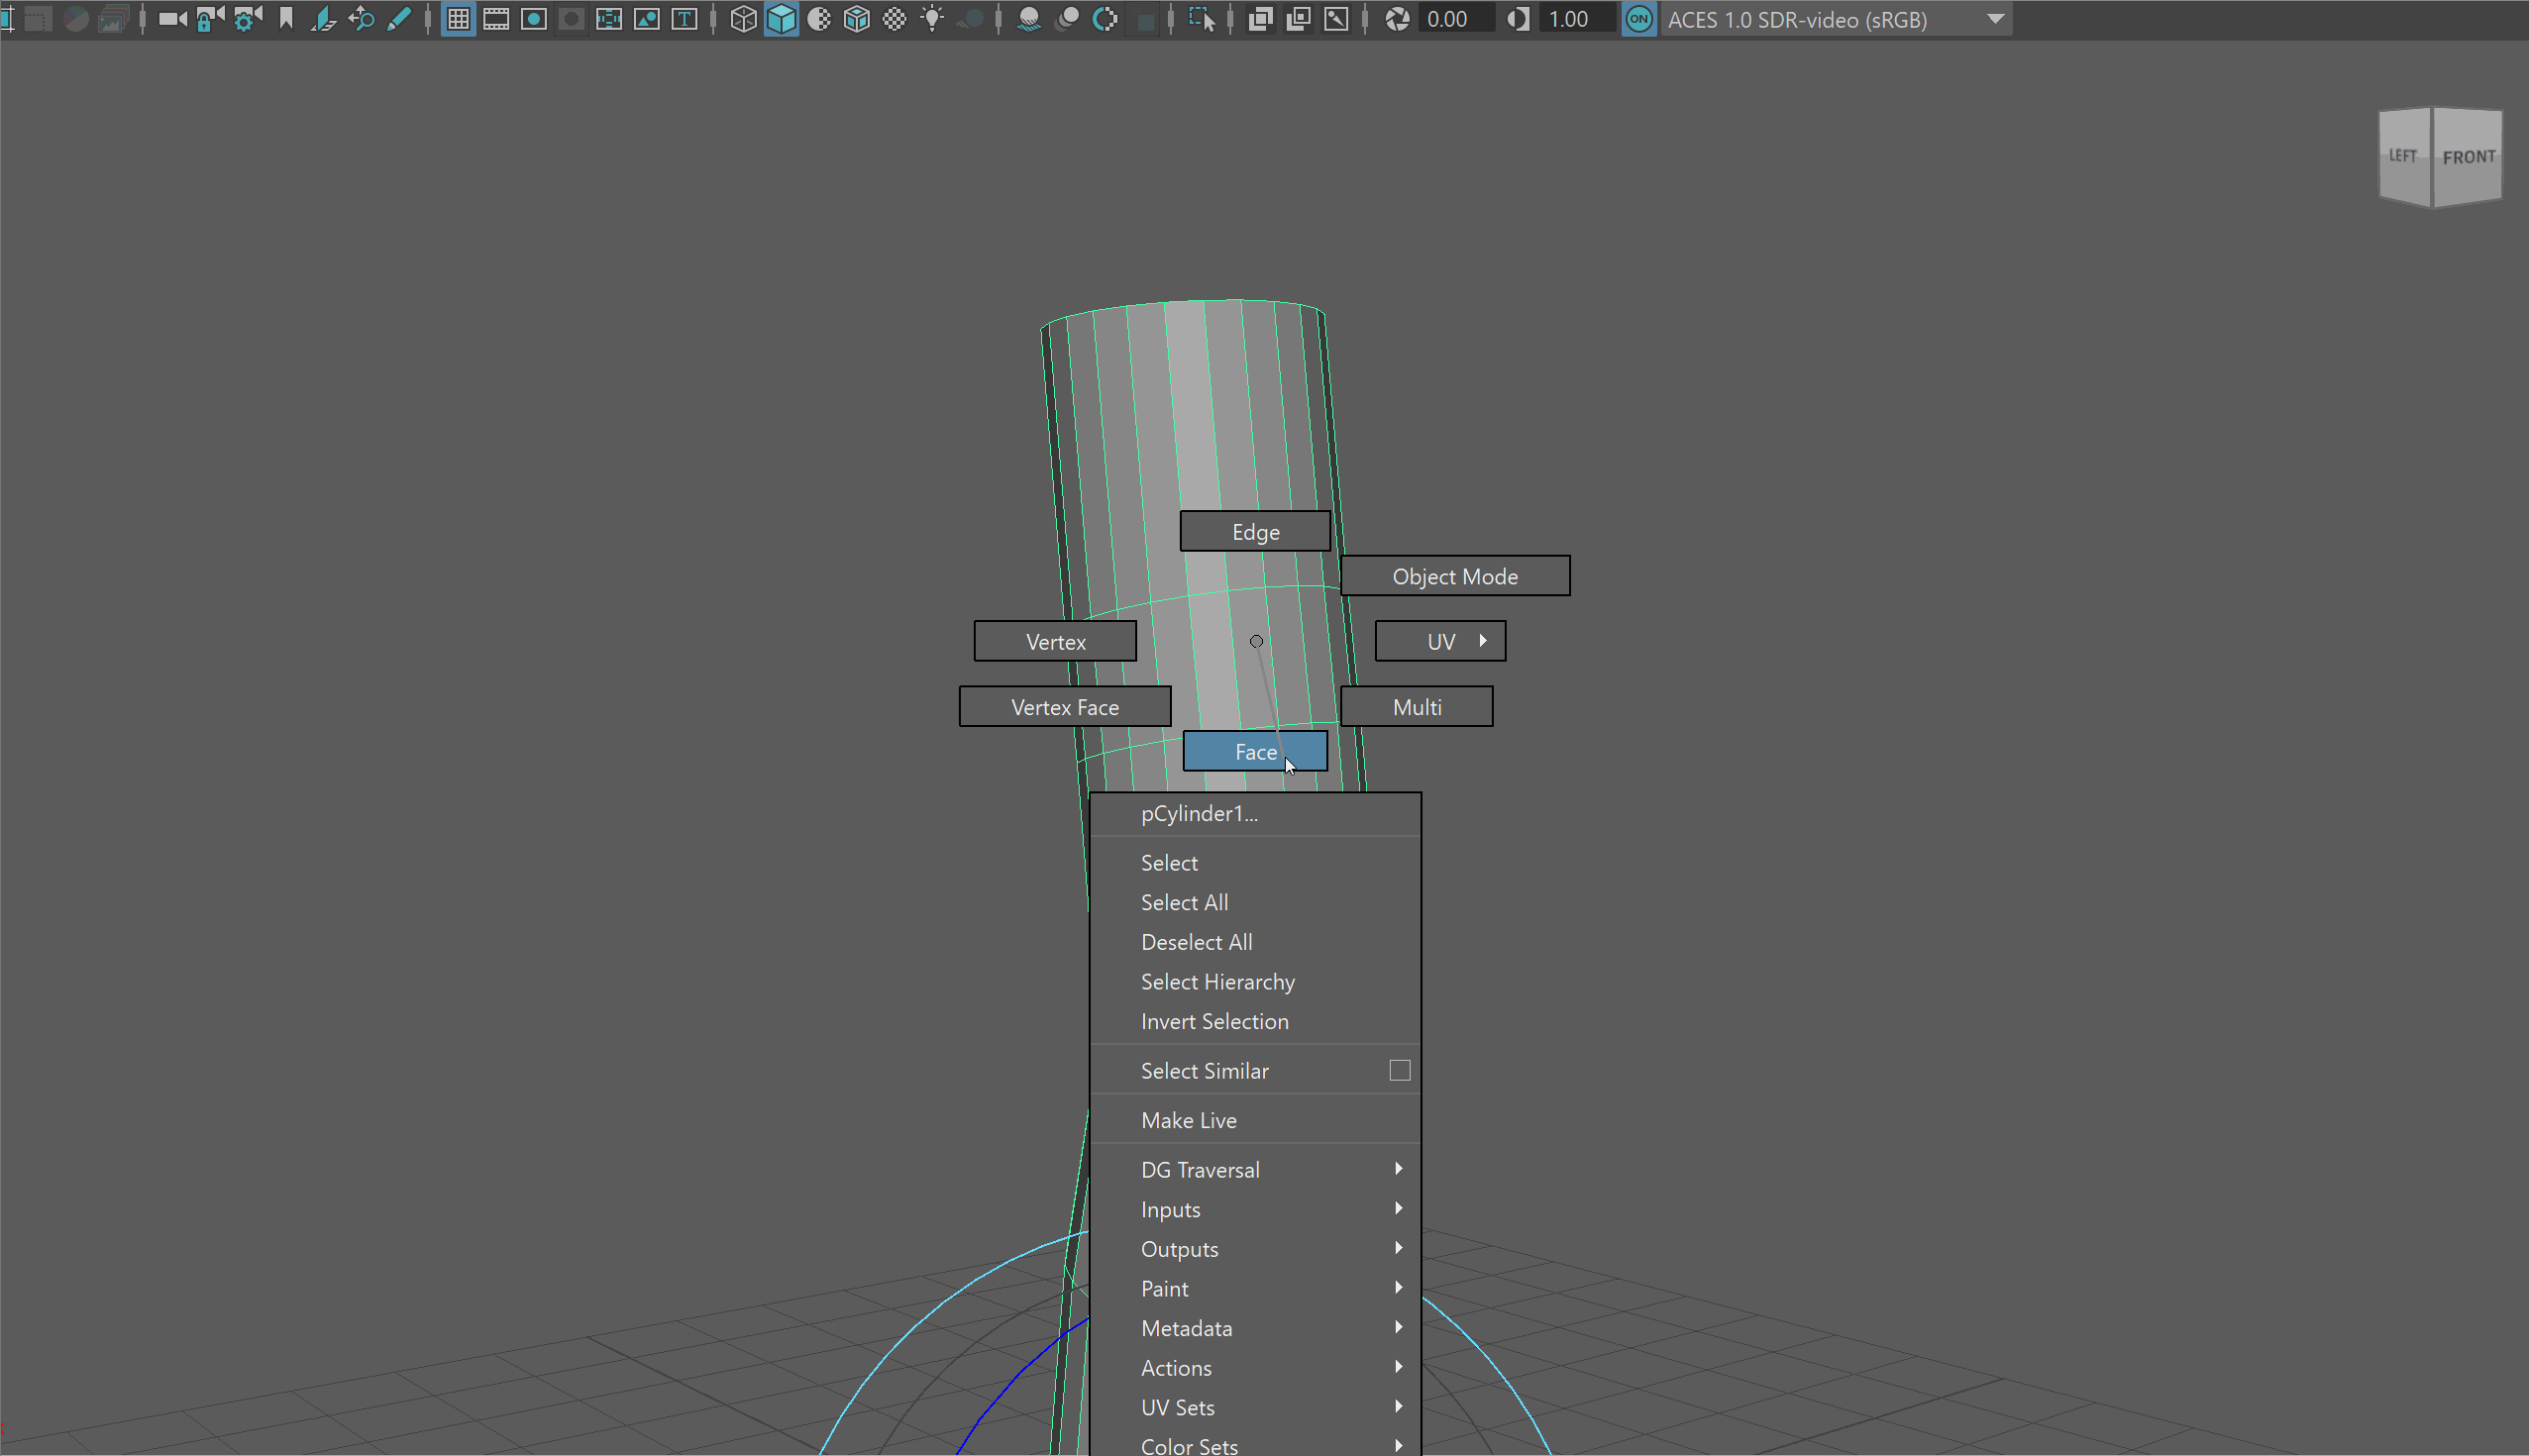 T
0.00
1.00
ON
ACES 1.0 SDR-video (sRGB)
LEFT
FRONT
Edge
Object Mode
Vertex
UV
Vertex Face
Multi
Face
pCylinder1...
Select
Select All
Deselect All
Select Hierarchy
Invert Selection
Select Similar
Make Live
DG Traversal
Inputs
Outputs
Paint
Metadata
Actions
UV Sets
Color Sets